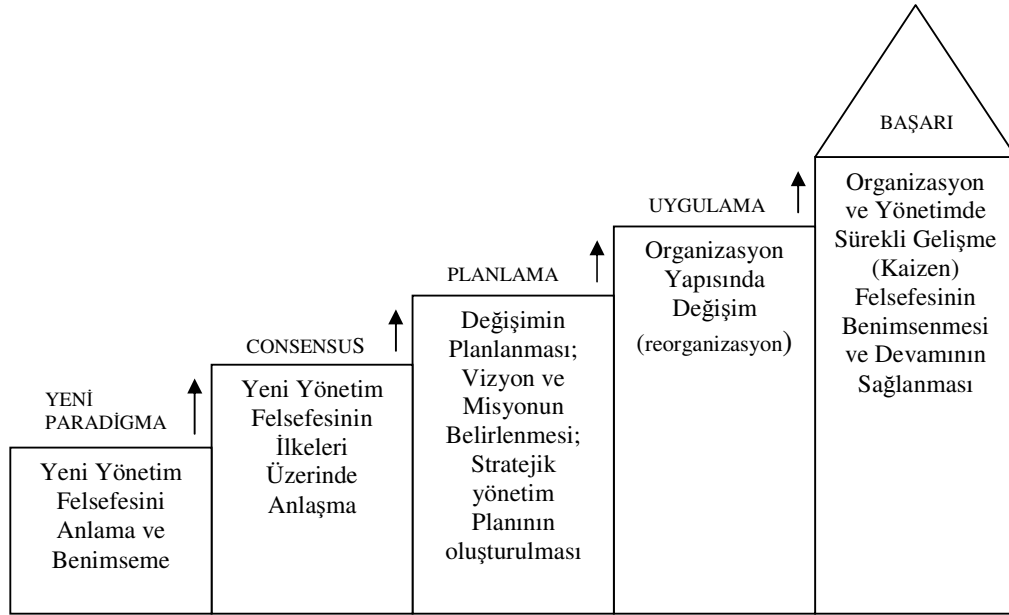 YENİ
PARADİGMA
Yeni Yönetim
Felsefesini
Anlama ve
Benimseme
CONSENSUS
Yeni Yönetim
Felsefesinin
İlkeleri
Üzerinde
Anlaşma
PLANLAMA
Değişimin
Planlanması;
Vizyon ve
Misyonun
Belirlenmesi;
Stratejik
yönetim
Planının
oluşturulması
UYGULAMA
Organizasyon
Yapısında
Değişim
(reorganizasyon)
BAŞARI
Organizasyon
ve Yönetimde
Sürekli Gelişme
(Kaizen)
Felsefesinin
Benimsenmesi
ve Devamının
Sağlanması